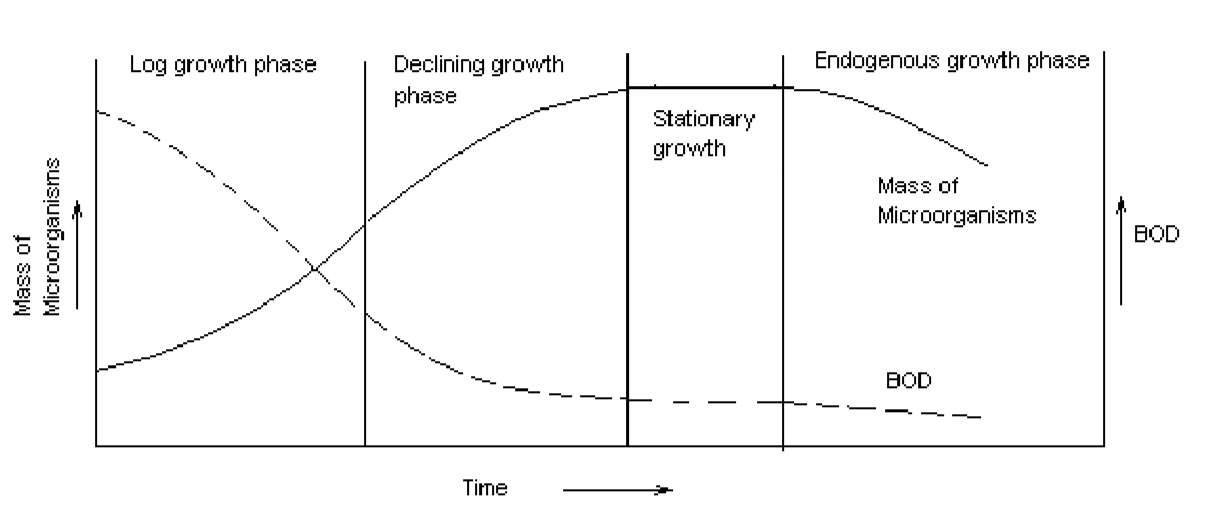 Log growth phase
Declining growth
phase
Endogenous growth phase
Stationary
growth
Mass of
Microorganisms
Mass of
Microorganisms
BOD
BOD
Time